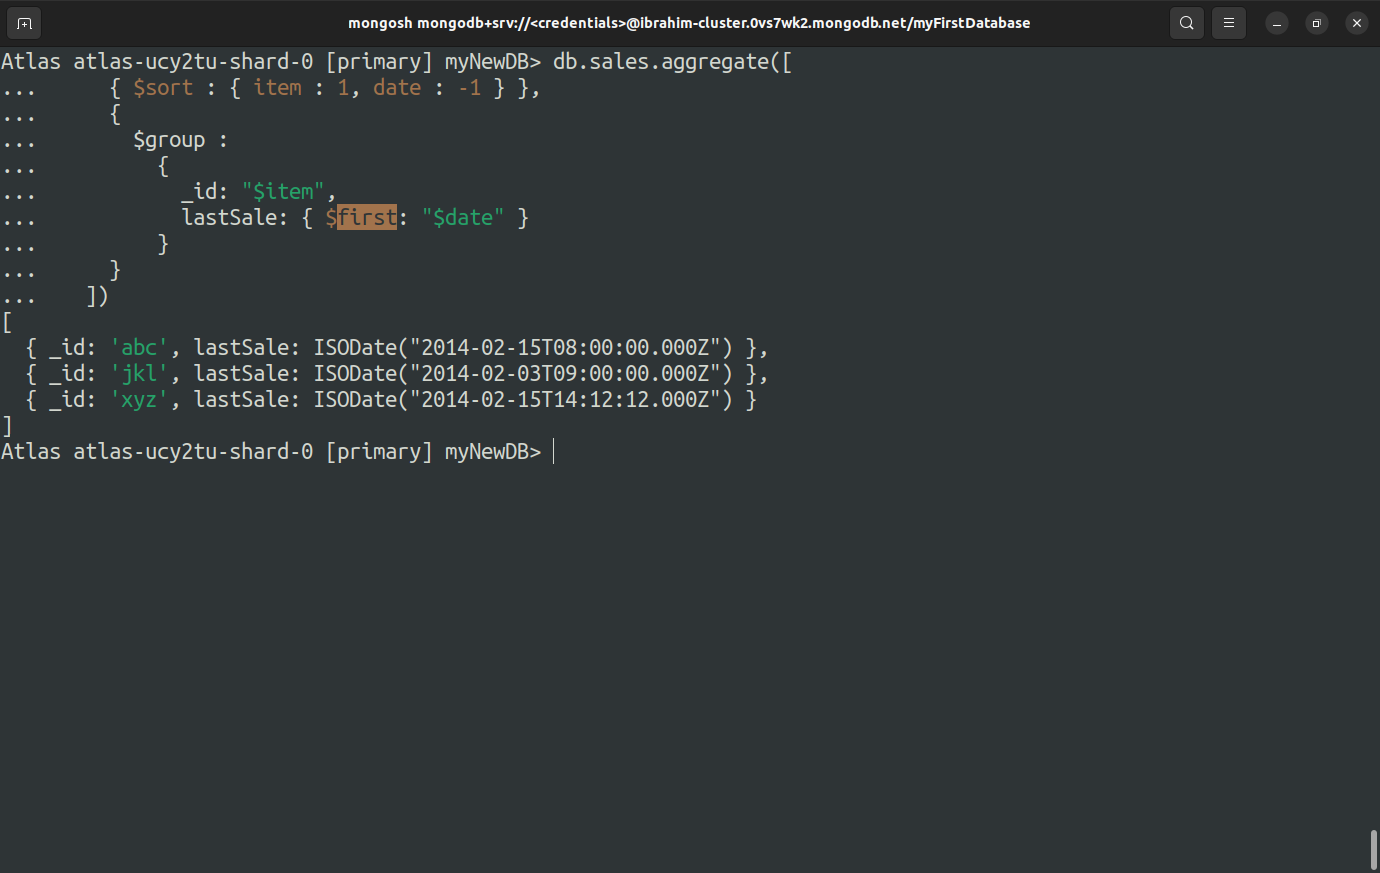 mongosh mongodb+srv://<credentials>@ibrahim-cluster.0vs7wk2.mongodb.net/myFirstDatabase
Atlas atlas-ucy2tu-shard-0 [primary] myNewDB> db.sales.aggregate([
...      { $sort : { item : 1, date : -1 } },
...      {
...        $group :
...          {
...            _id: "$item",
...            lastSale: { $first: "$date" }
...          }
...      }
...    ])
[
  { _id: 'abc', lastSale: ISODate("2014-02-15T08:00:00.000Z") },
  { _id: 'jkl', lastSale: ISODate("2014-02-03T09:00:00.000Z") },
  { _id: 'xyz', lastSale: ISODate("2014-02-15T14:12:12.000Z") }
]
Atlas atlas-ucy2tu-shard-0 [primary] myNewDB>